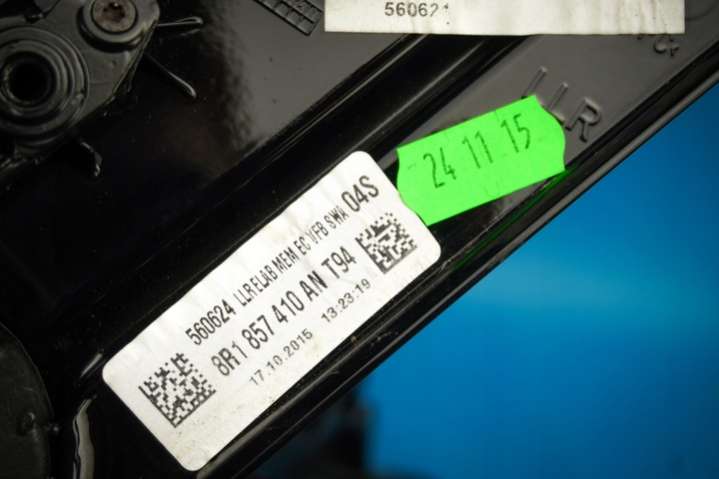 560621
LLR
24 11 15
560624 LLR ELAB MEM EC VFB SWA 04S
8R1 857 410 AN T94
17.10.2015 13:23:19